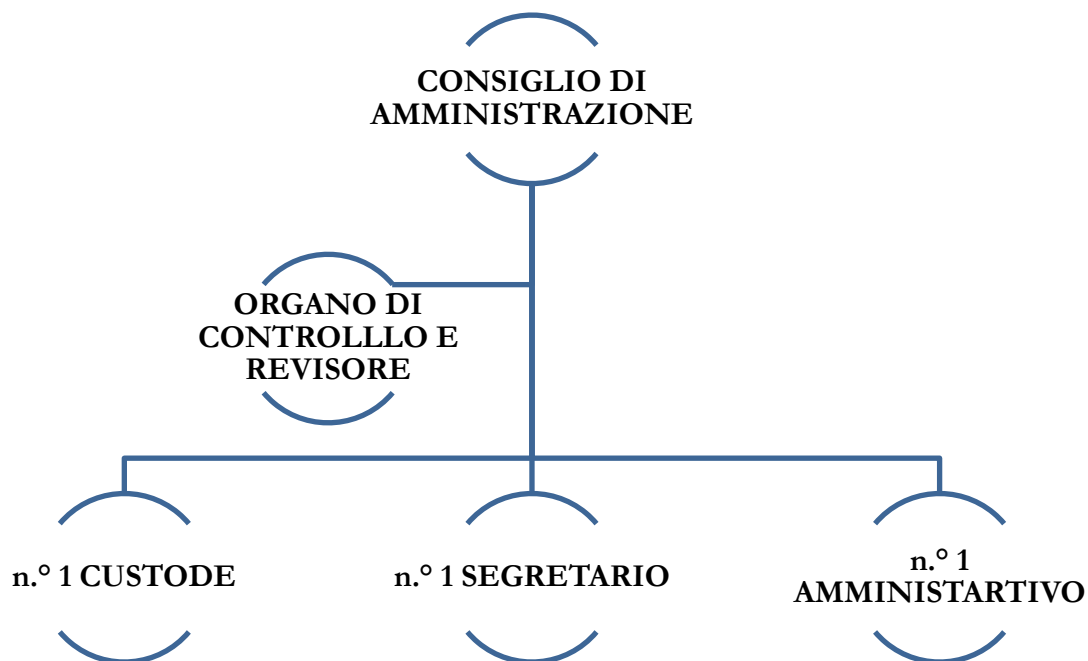 CONSIGLIO DI
AMMINISTRAZIONE
ORGANO DI
CONTROLLLO E
REVISORE
n.° 1 CUSTODE
n.° 1 SEGRETARIO
n.° 1
AMMINISTARTIVO